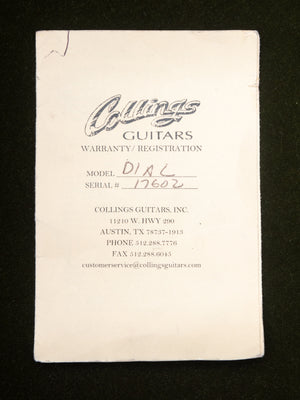 Collings
GUITARS
WARRANTY/ REGISTRATION
MODEL D1AL
SERIAL # 17602
COLLINGS GUITARS, INC.
11210 W. HWY 290
AUSTIN, TX 78737-1913
PHONE 512.288.7776
FAX 512.288.6045
customerservice@collingsguitars.com